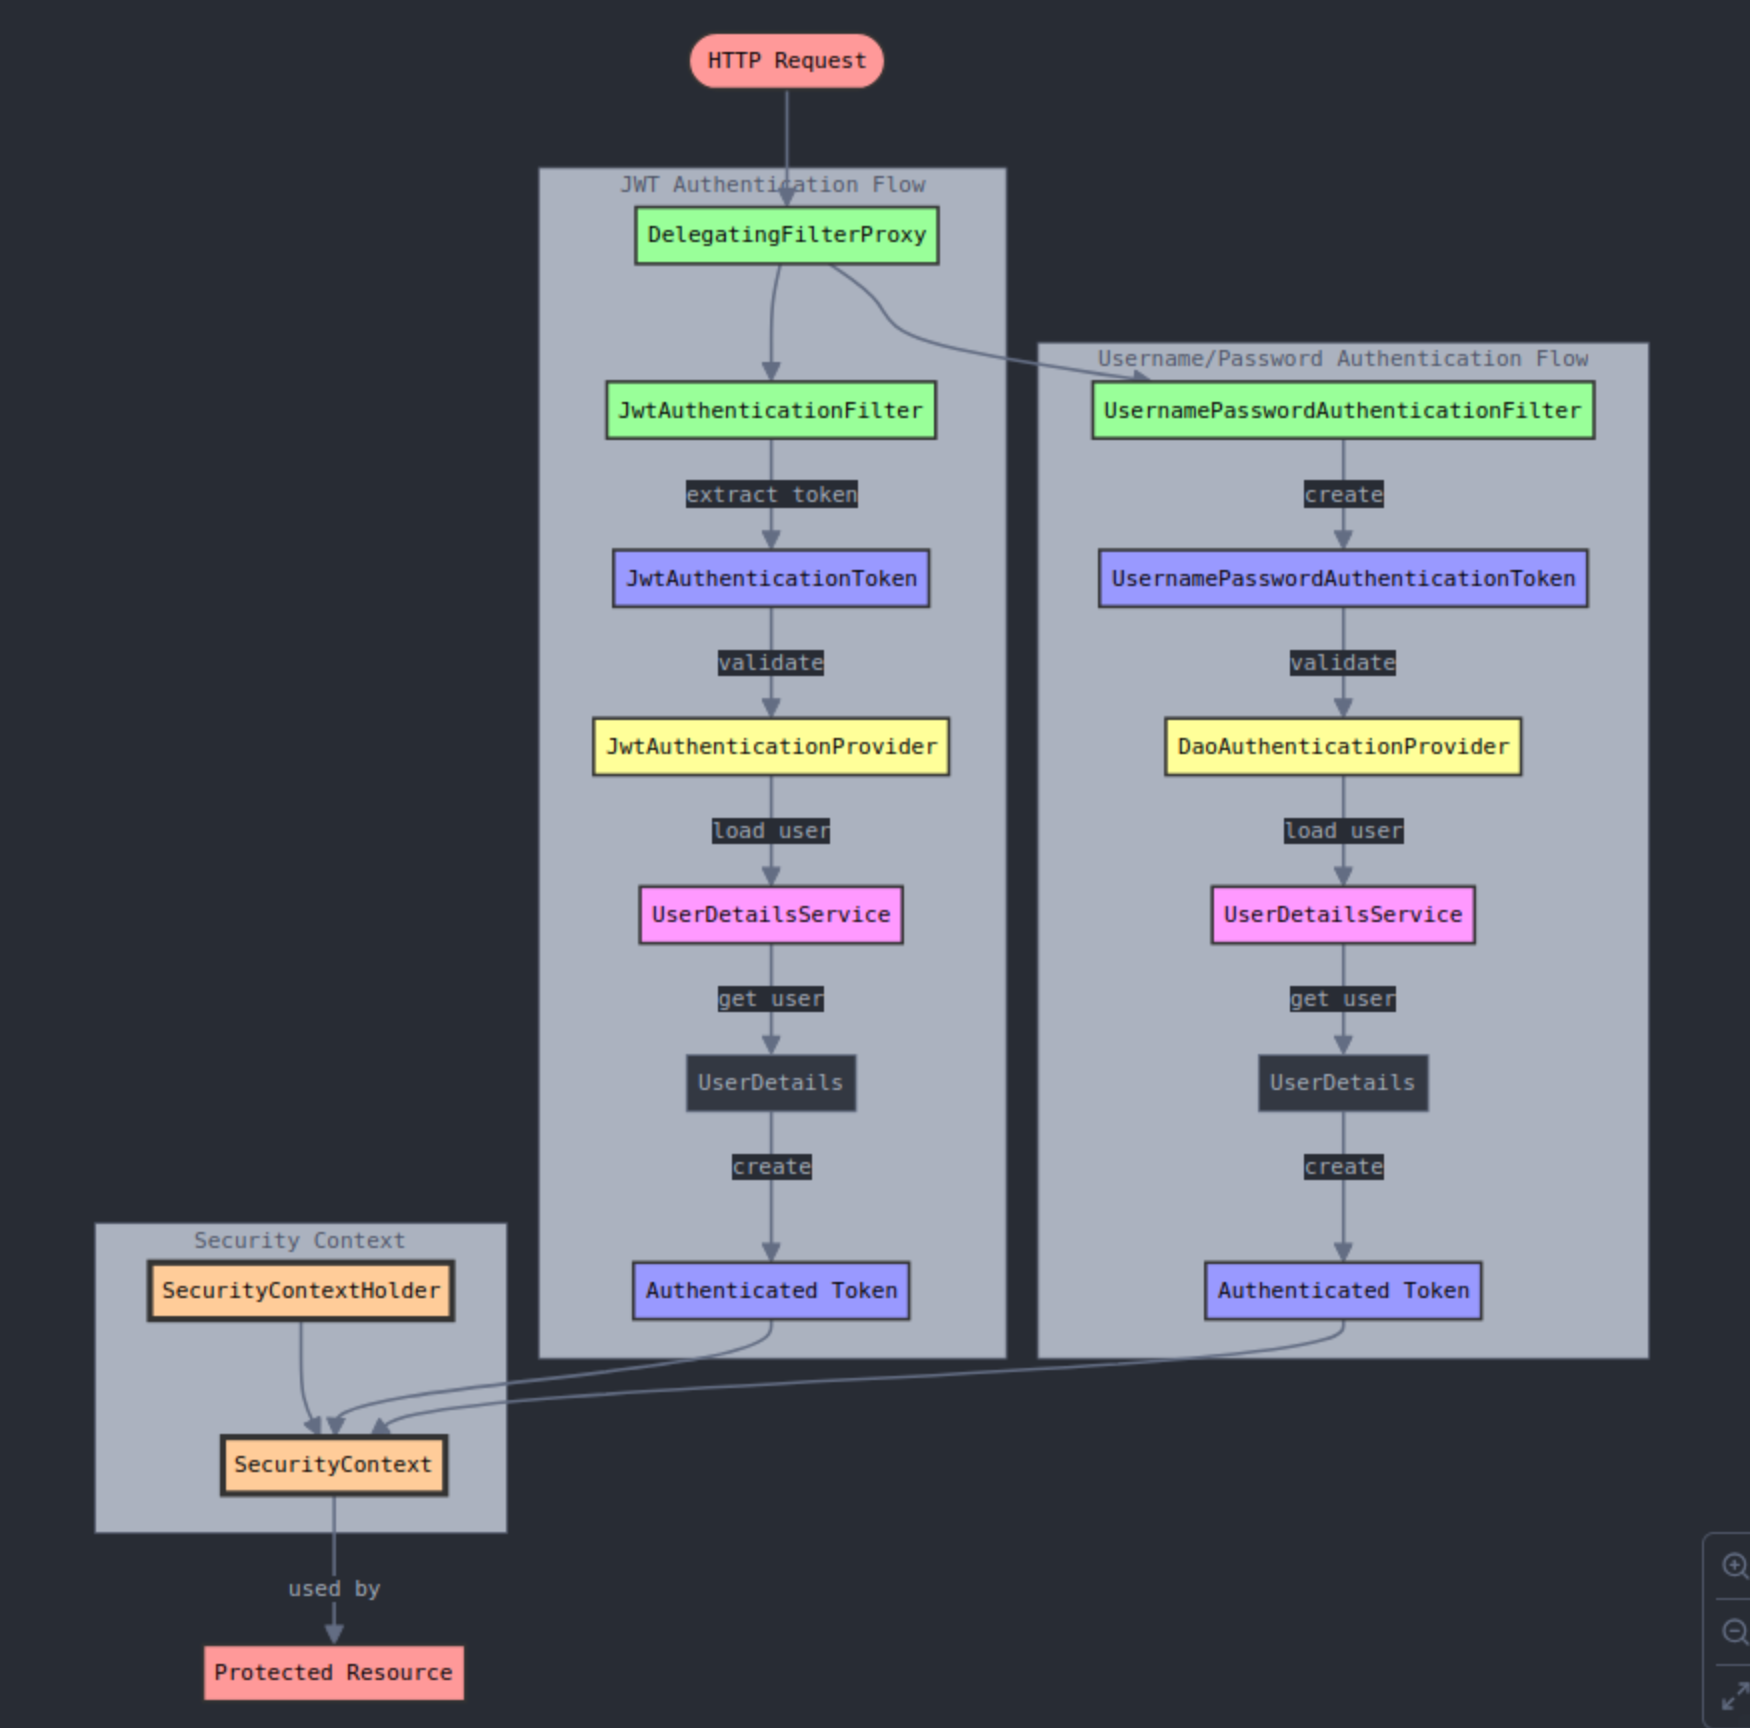 HTTP Request
JWT Authentication Flow
DelegatingFilterProxy
JwtAuthenticationFilter
extract token
JwtAuthenticationToken
validate
JwtAuthenticationProvider
load user
UserDetailsService
get user
UserDetails
create
Authenticated Token
Username/Password Authentication Flow
UsernamePasswordAuthenticationFilter
create
UsernamePasswordAuthenticationToken
validate
DaoAuthenticationProvider
load user
UserDetailsService
get user
UserDetails
create
Authenticated Token
Security Context
SecurityContextHolder
SecurityContext
used by
Protected Resource